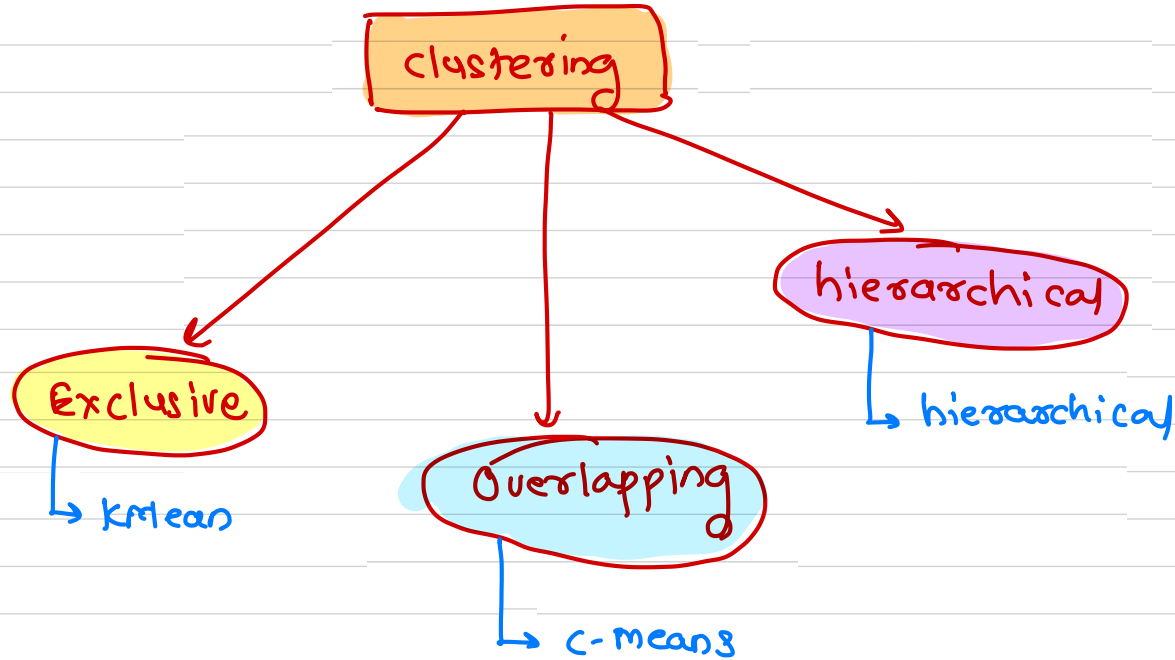 clustering
hierarchical
Exclusive
hierarchical
Overlapping
KMean
C-means